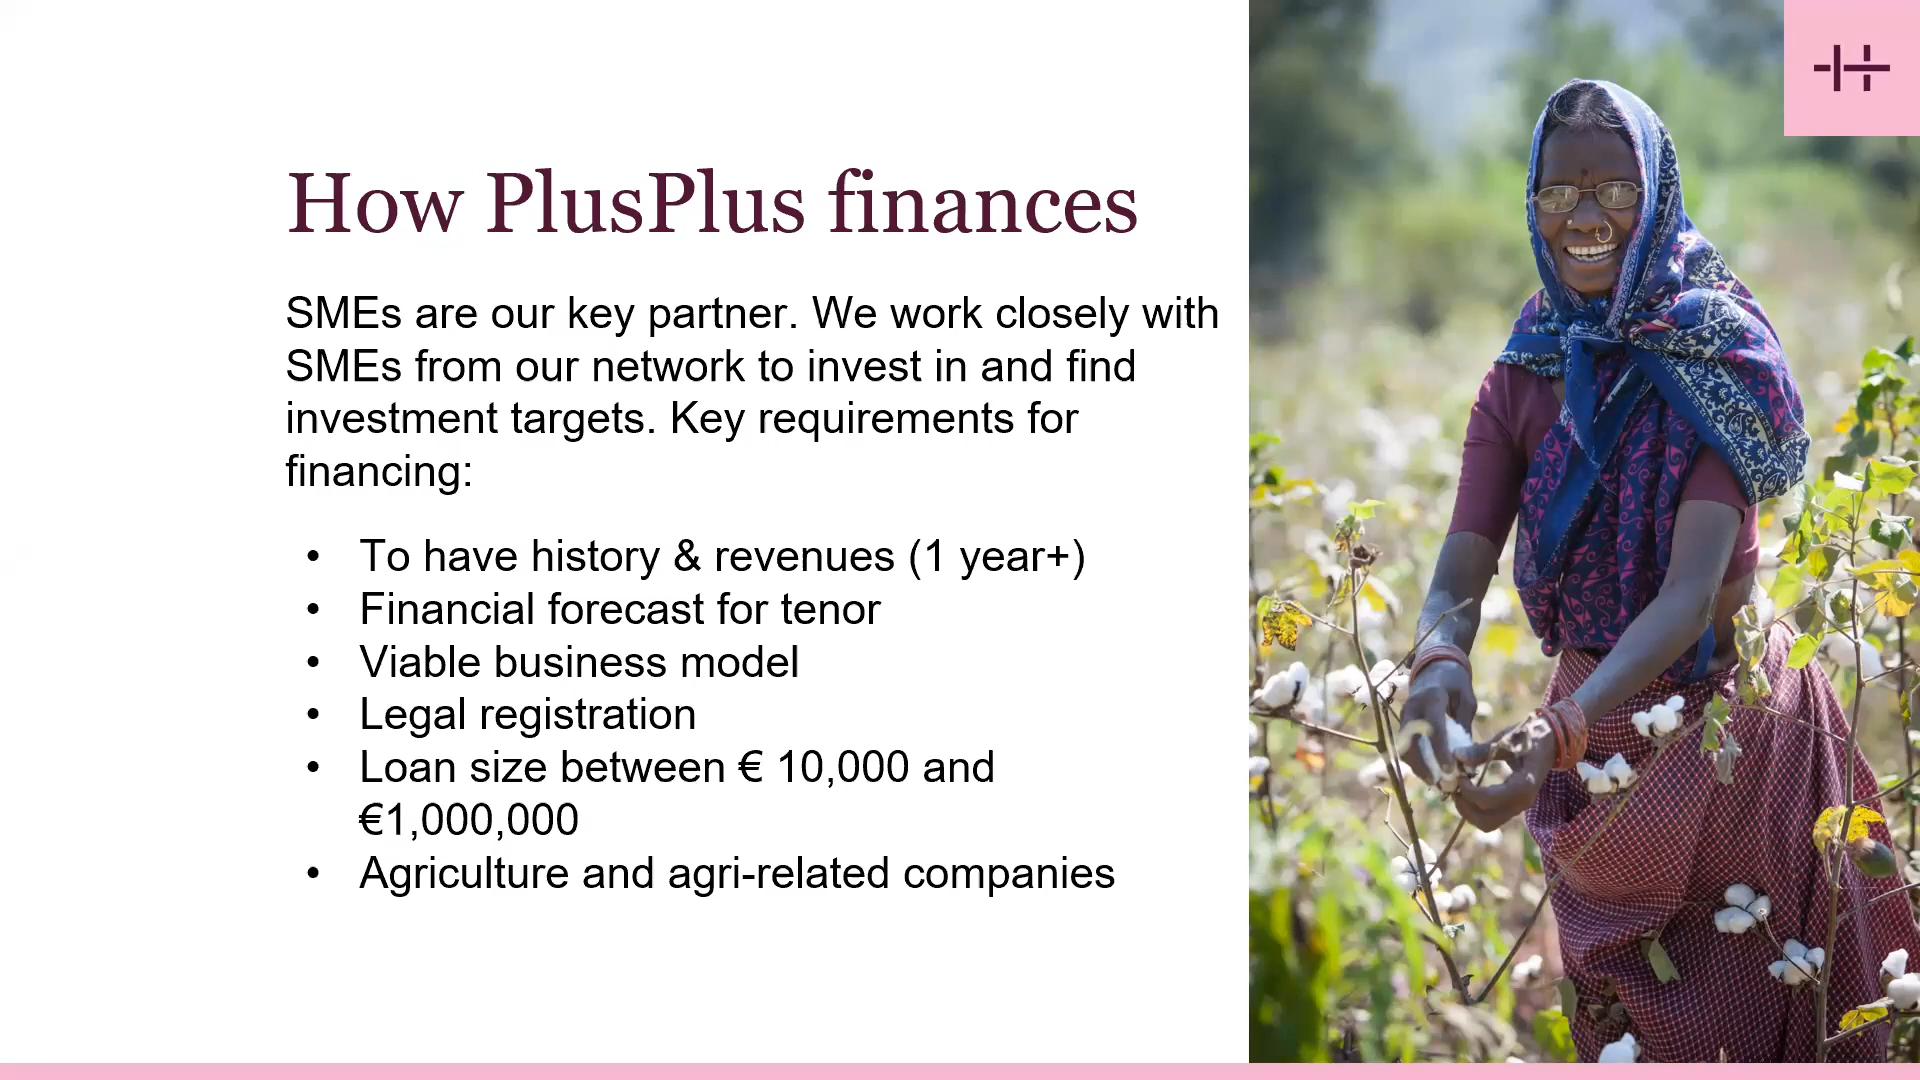 How PlusPlus finances
SMEs are our key partner. We work closely with
SMEs from our network to invest in and find
investment targets. Key requirements for
financing:
• To have history & revenues (1 year+)
• Financial forecast for tenor
• Viable business model
• Legal registration
• Loan size between € 10,000 and
€1,000,000
• Agriculture and agri-related companies